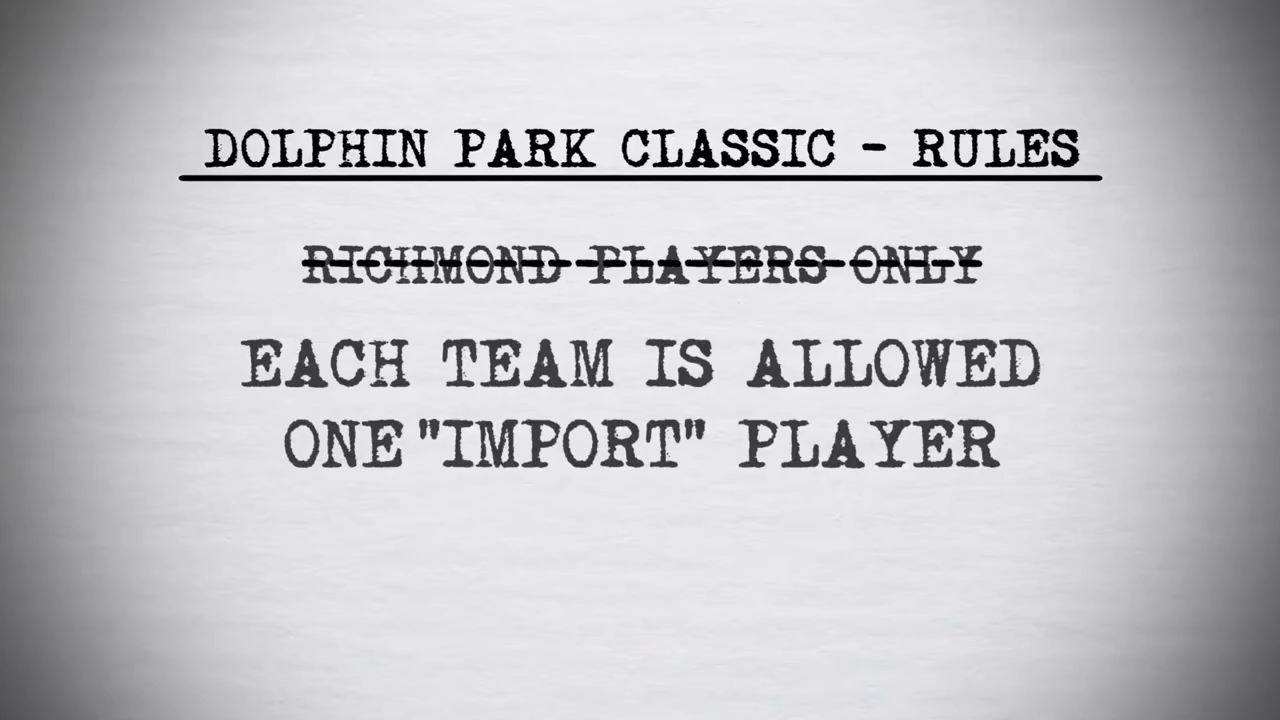 DOLPHIN PARK CLASSIC - RULES
RICHMOND PLAYERS ONLY
EACH TEAM IS ALLOWED
ONE "IMPORT" PLAYER